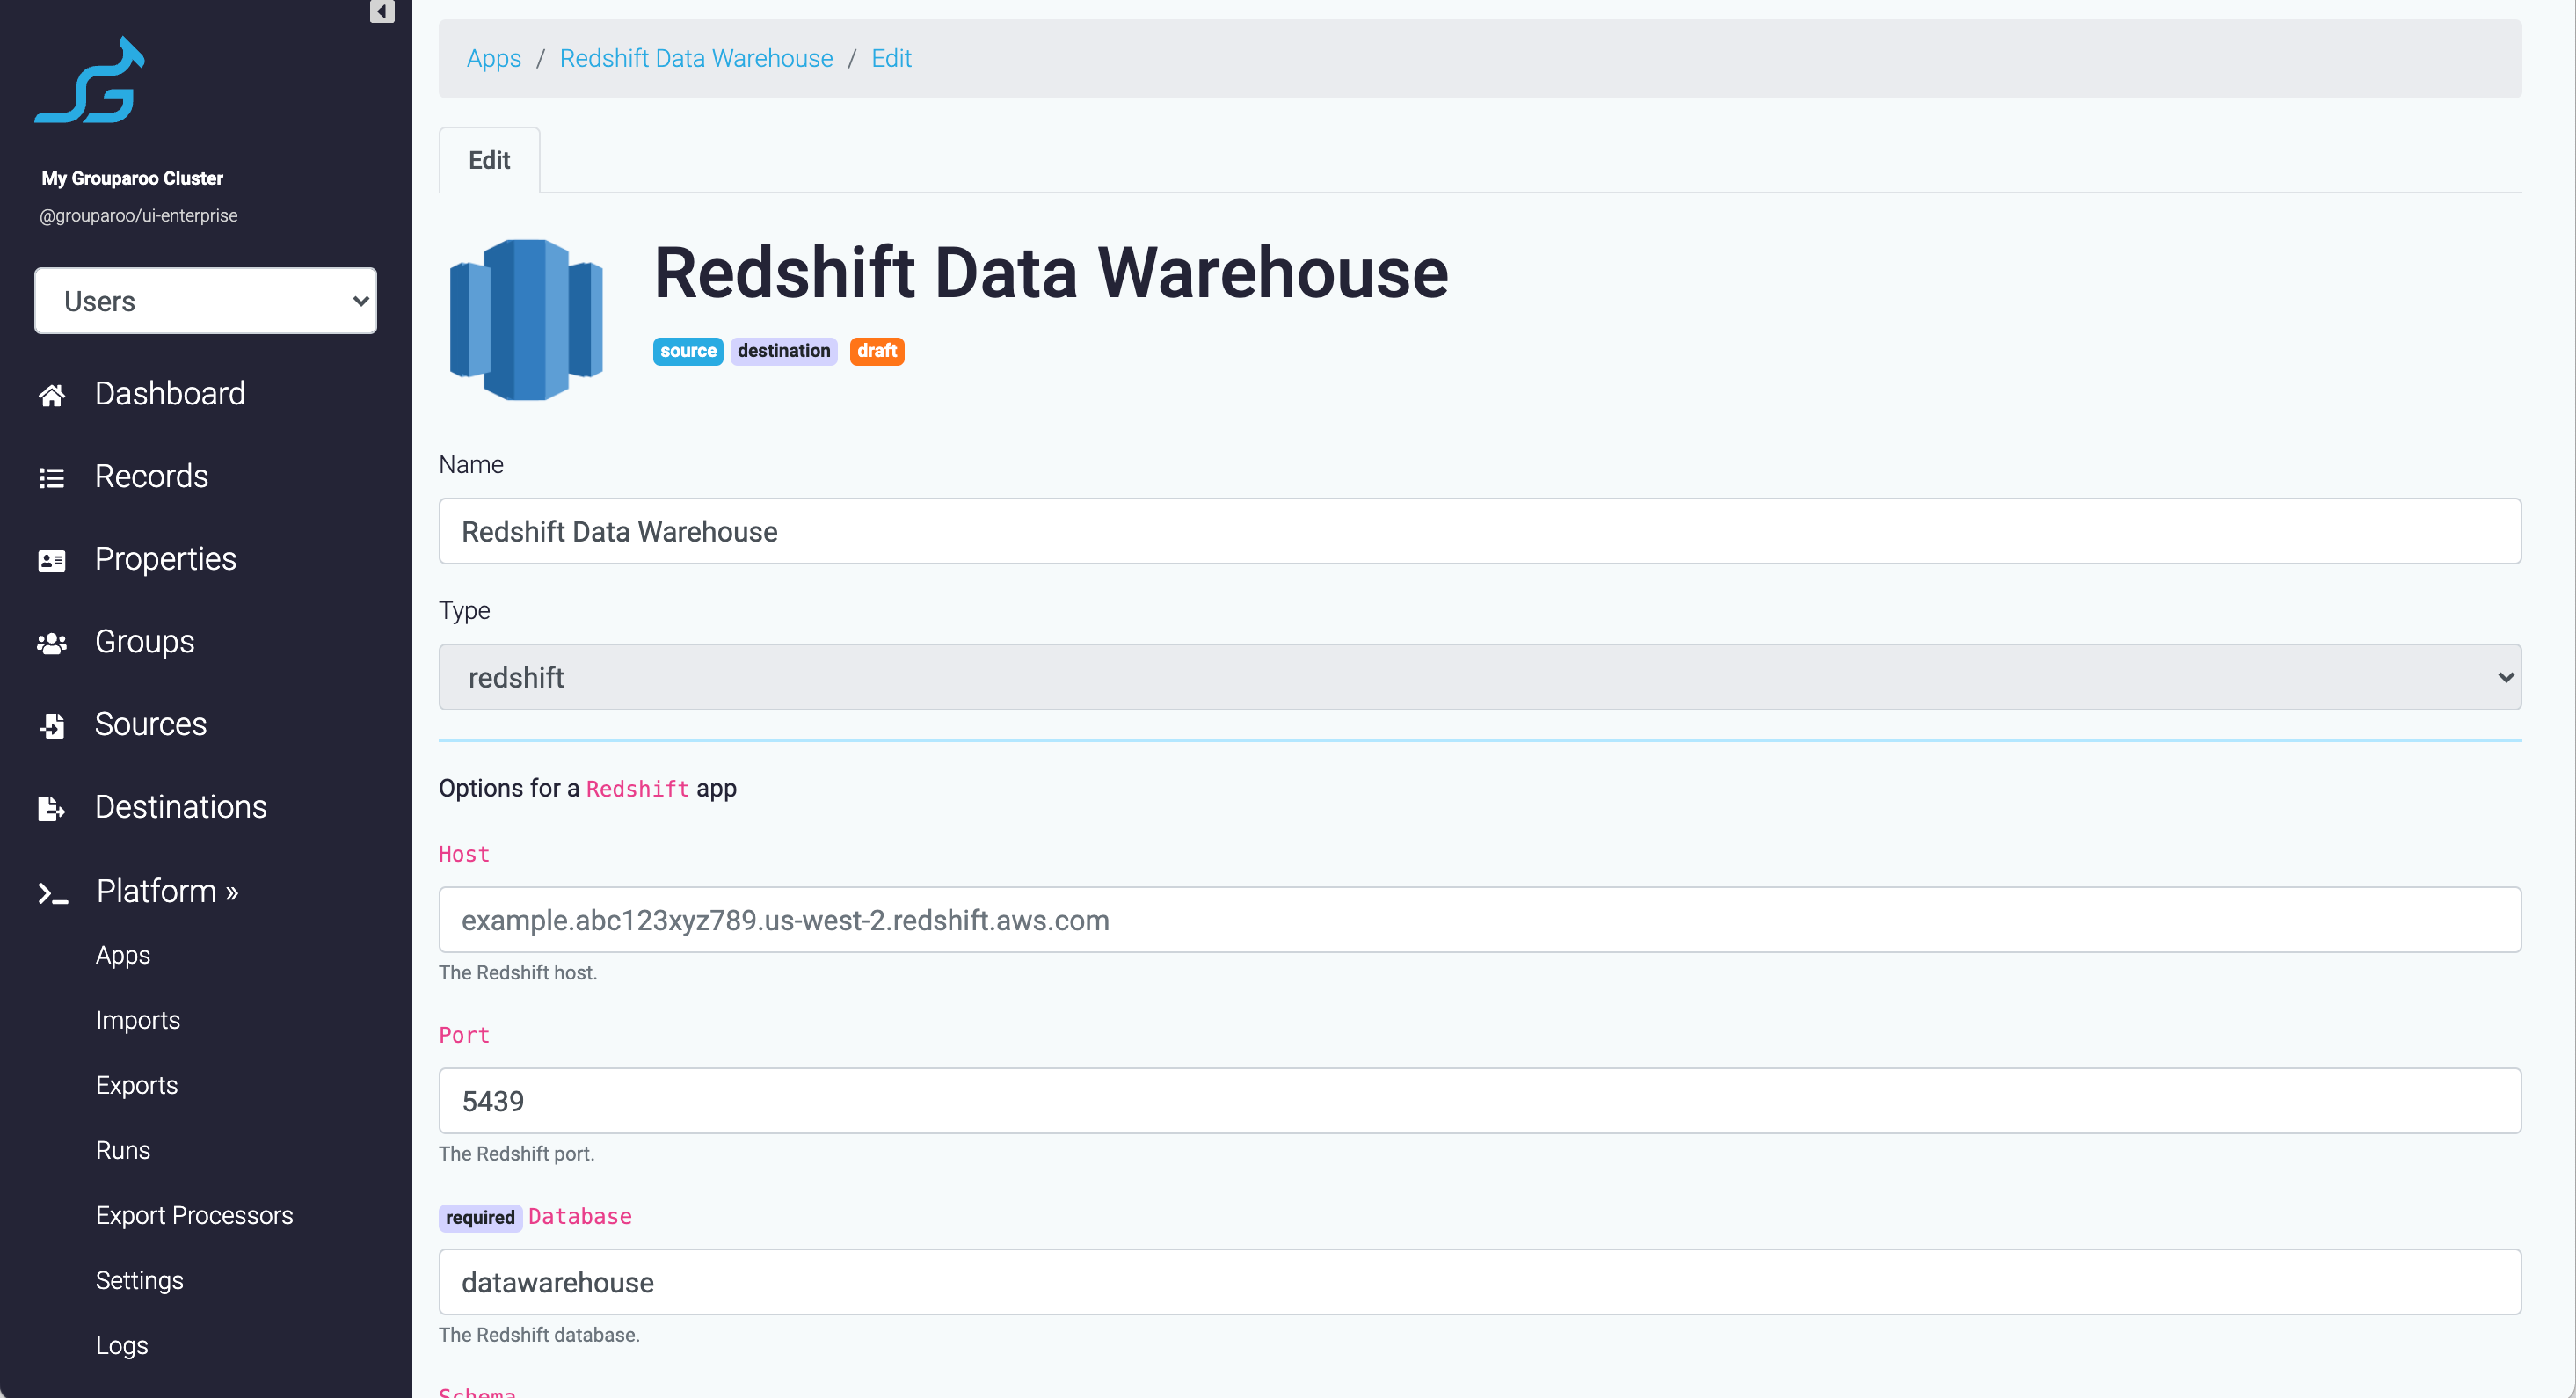 My Grouparoo Cluster
@grouparoo/ui-enterprise
Users
Dashboard
Records
Properties
Groups
Sources
Destinations
Platform »
Apps
Imports
Exports
Runs
Export Processors
Settings
Logs
Apps / Redshift Data Warehouse / Edit
Edit
Redshift Data Warehouse
source destination draft
Name
Redshift Data Warehouse
Type
redshift
Options for a Redshift app
Host
example.abc123xyz789.us-west-2.redshift.aws.com
The Redshift host.
Port
5439
The Redshift port.
required Database
datawarehouse
The Redshift database.
Schema